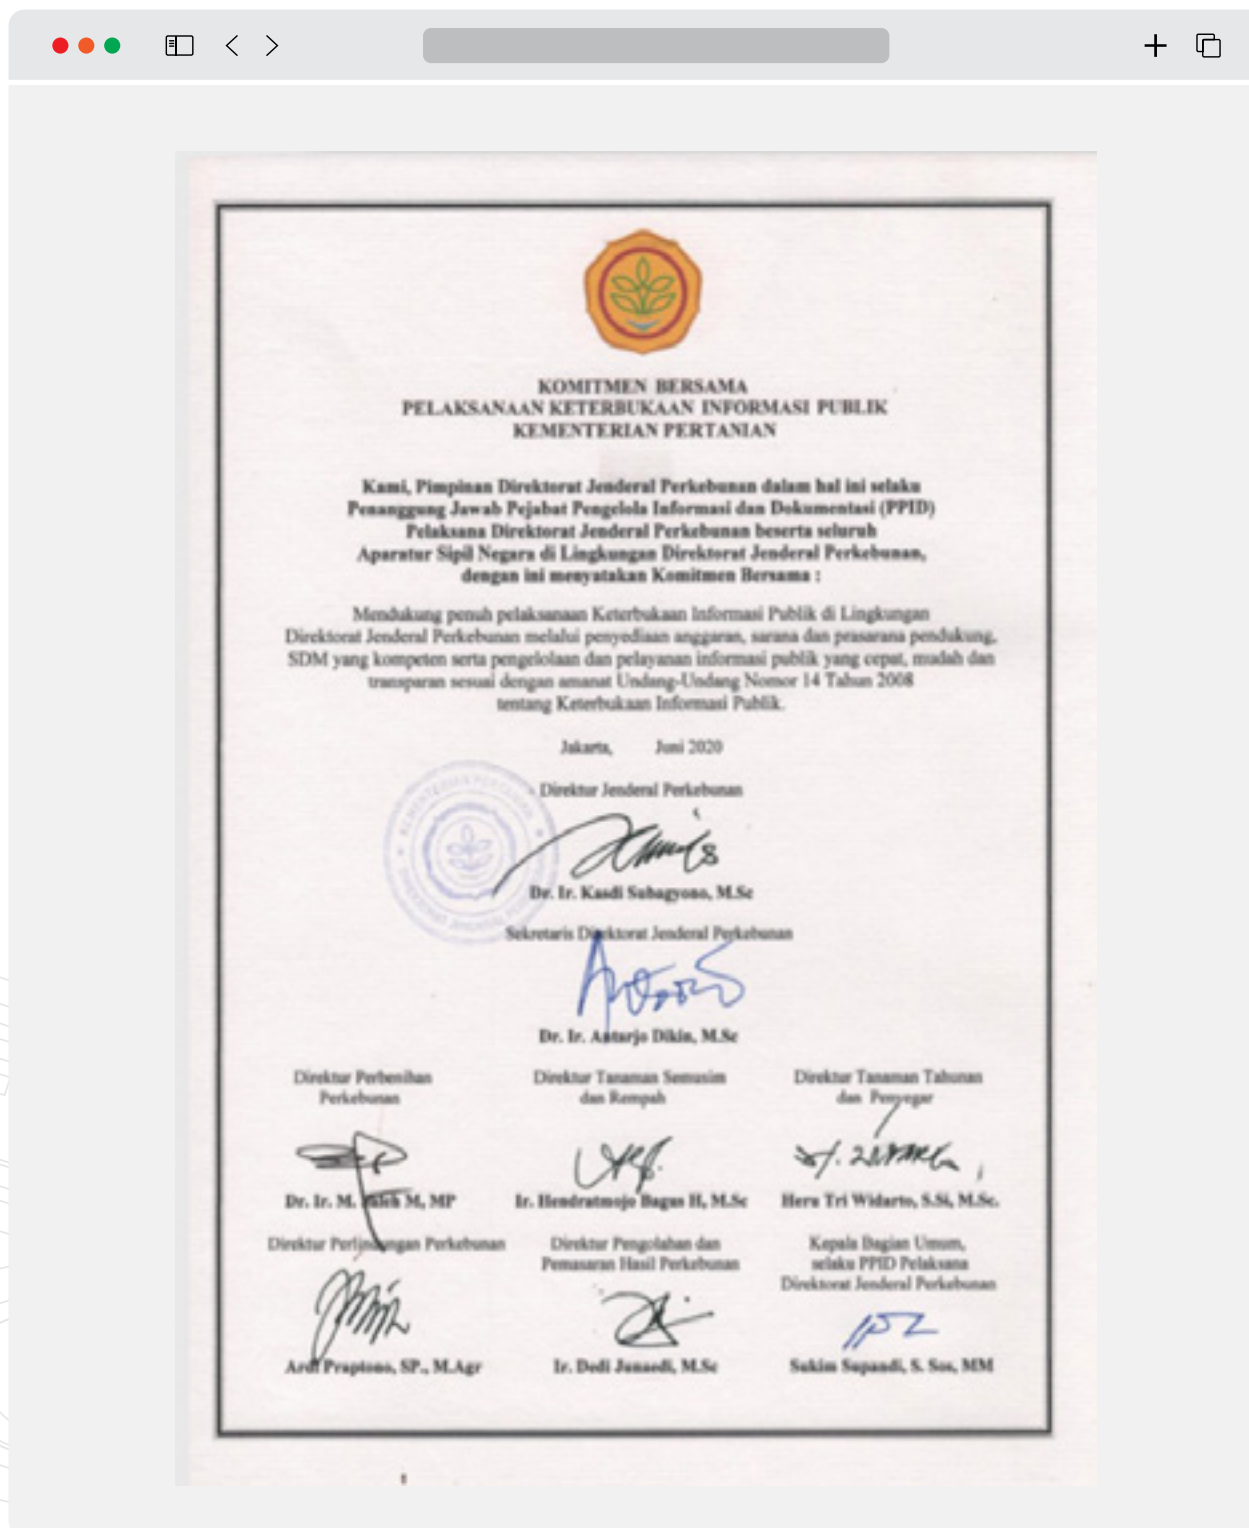 KOMITMEN BERSAMA
PELAKSANAAN KETERBUKAAN INFORMASI PUBLIK
KEMENTERIAN PERTANIAN
Kami, Pimpinan Direktorat Jenderal Perkebunan dalam hal ini selaku
Penanggung Jawab Pejabat Pengelola Informasi dan Dokumentasi (PPID)
Pelaksana Direktorat Jenderal Perkebunan beserta seluruh
Aparatur Sipil Negara di Lingkungan Direktorat Jenderal Perkebunan,
dengan ini menyatakan Komitmen Bersama :
Mendukung penuh pelaksanaan Keterbukaan Informasi Publik di Lingkungan
Direktorat Jenderal Perkebunan melalui penyediaan anggaran, sarana dan prasarana pendukung,
SDM yang kompeten serta pengelolaan dan pelayanan informasi publik yang cepat, mudah dan
transparan sesuai dengan amanat Undang-Undang Nomor 14 Tahun 2008
tentang Keterbukaan Informasi Publik.
Jakarta, Juni 2020
Direktur Jenderal Perkebunan
Dr. Ir. Kasdi Subagyono, M.Sc
Sekretaris Direktorat Jenderal Perkebunan
Dr. Ir. Antarjo Dikin, M.Sc
Direktur Perbenihan Perkebunan
Dr. Ir. M. Saleh M, MP
Direktur Tanaman Semusim
dan Rempah
Ir. Hendratmojo Bagus H, M.Sc
Direktur Tanaman Tahunan
dan Penyegar
Heru Tri Widarto, S.Si, M.Sc.
Direktur Perlindungan Perkebunan
Ardi Praptono, SP., M.Agr
Direktur Pengolahan dan
Pemasaran Hasil Perkebunan
Ir. Dedi Junaedi, M.Sc
Kepala Bagian Umum,
selaku PPID Pelaksana
Direktorat Jenderal Perkebunan
Sukim Supandi, S. Sos, MM